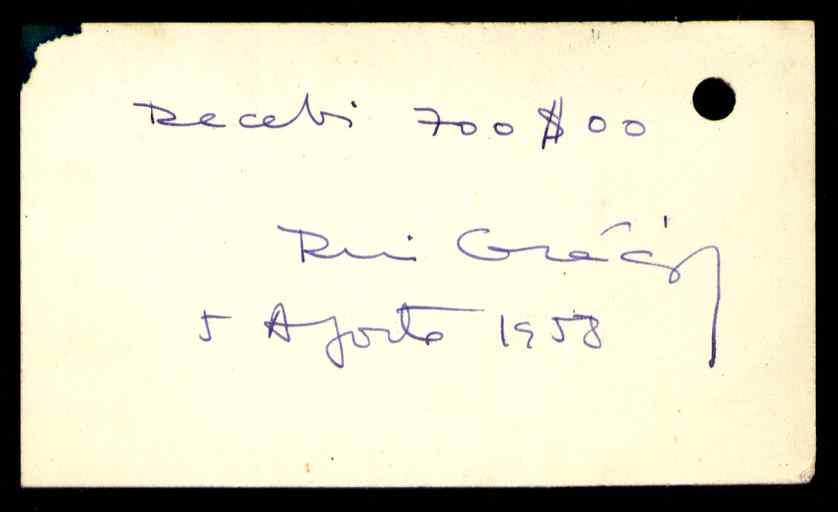 Recebi 700$00
Rui Grácio
5 Agosto 1958